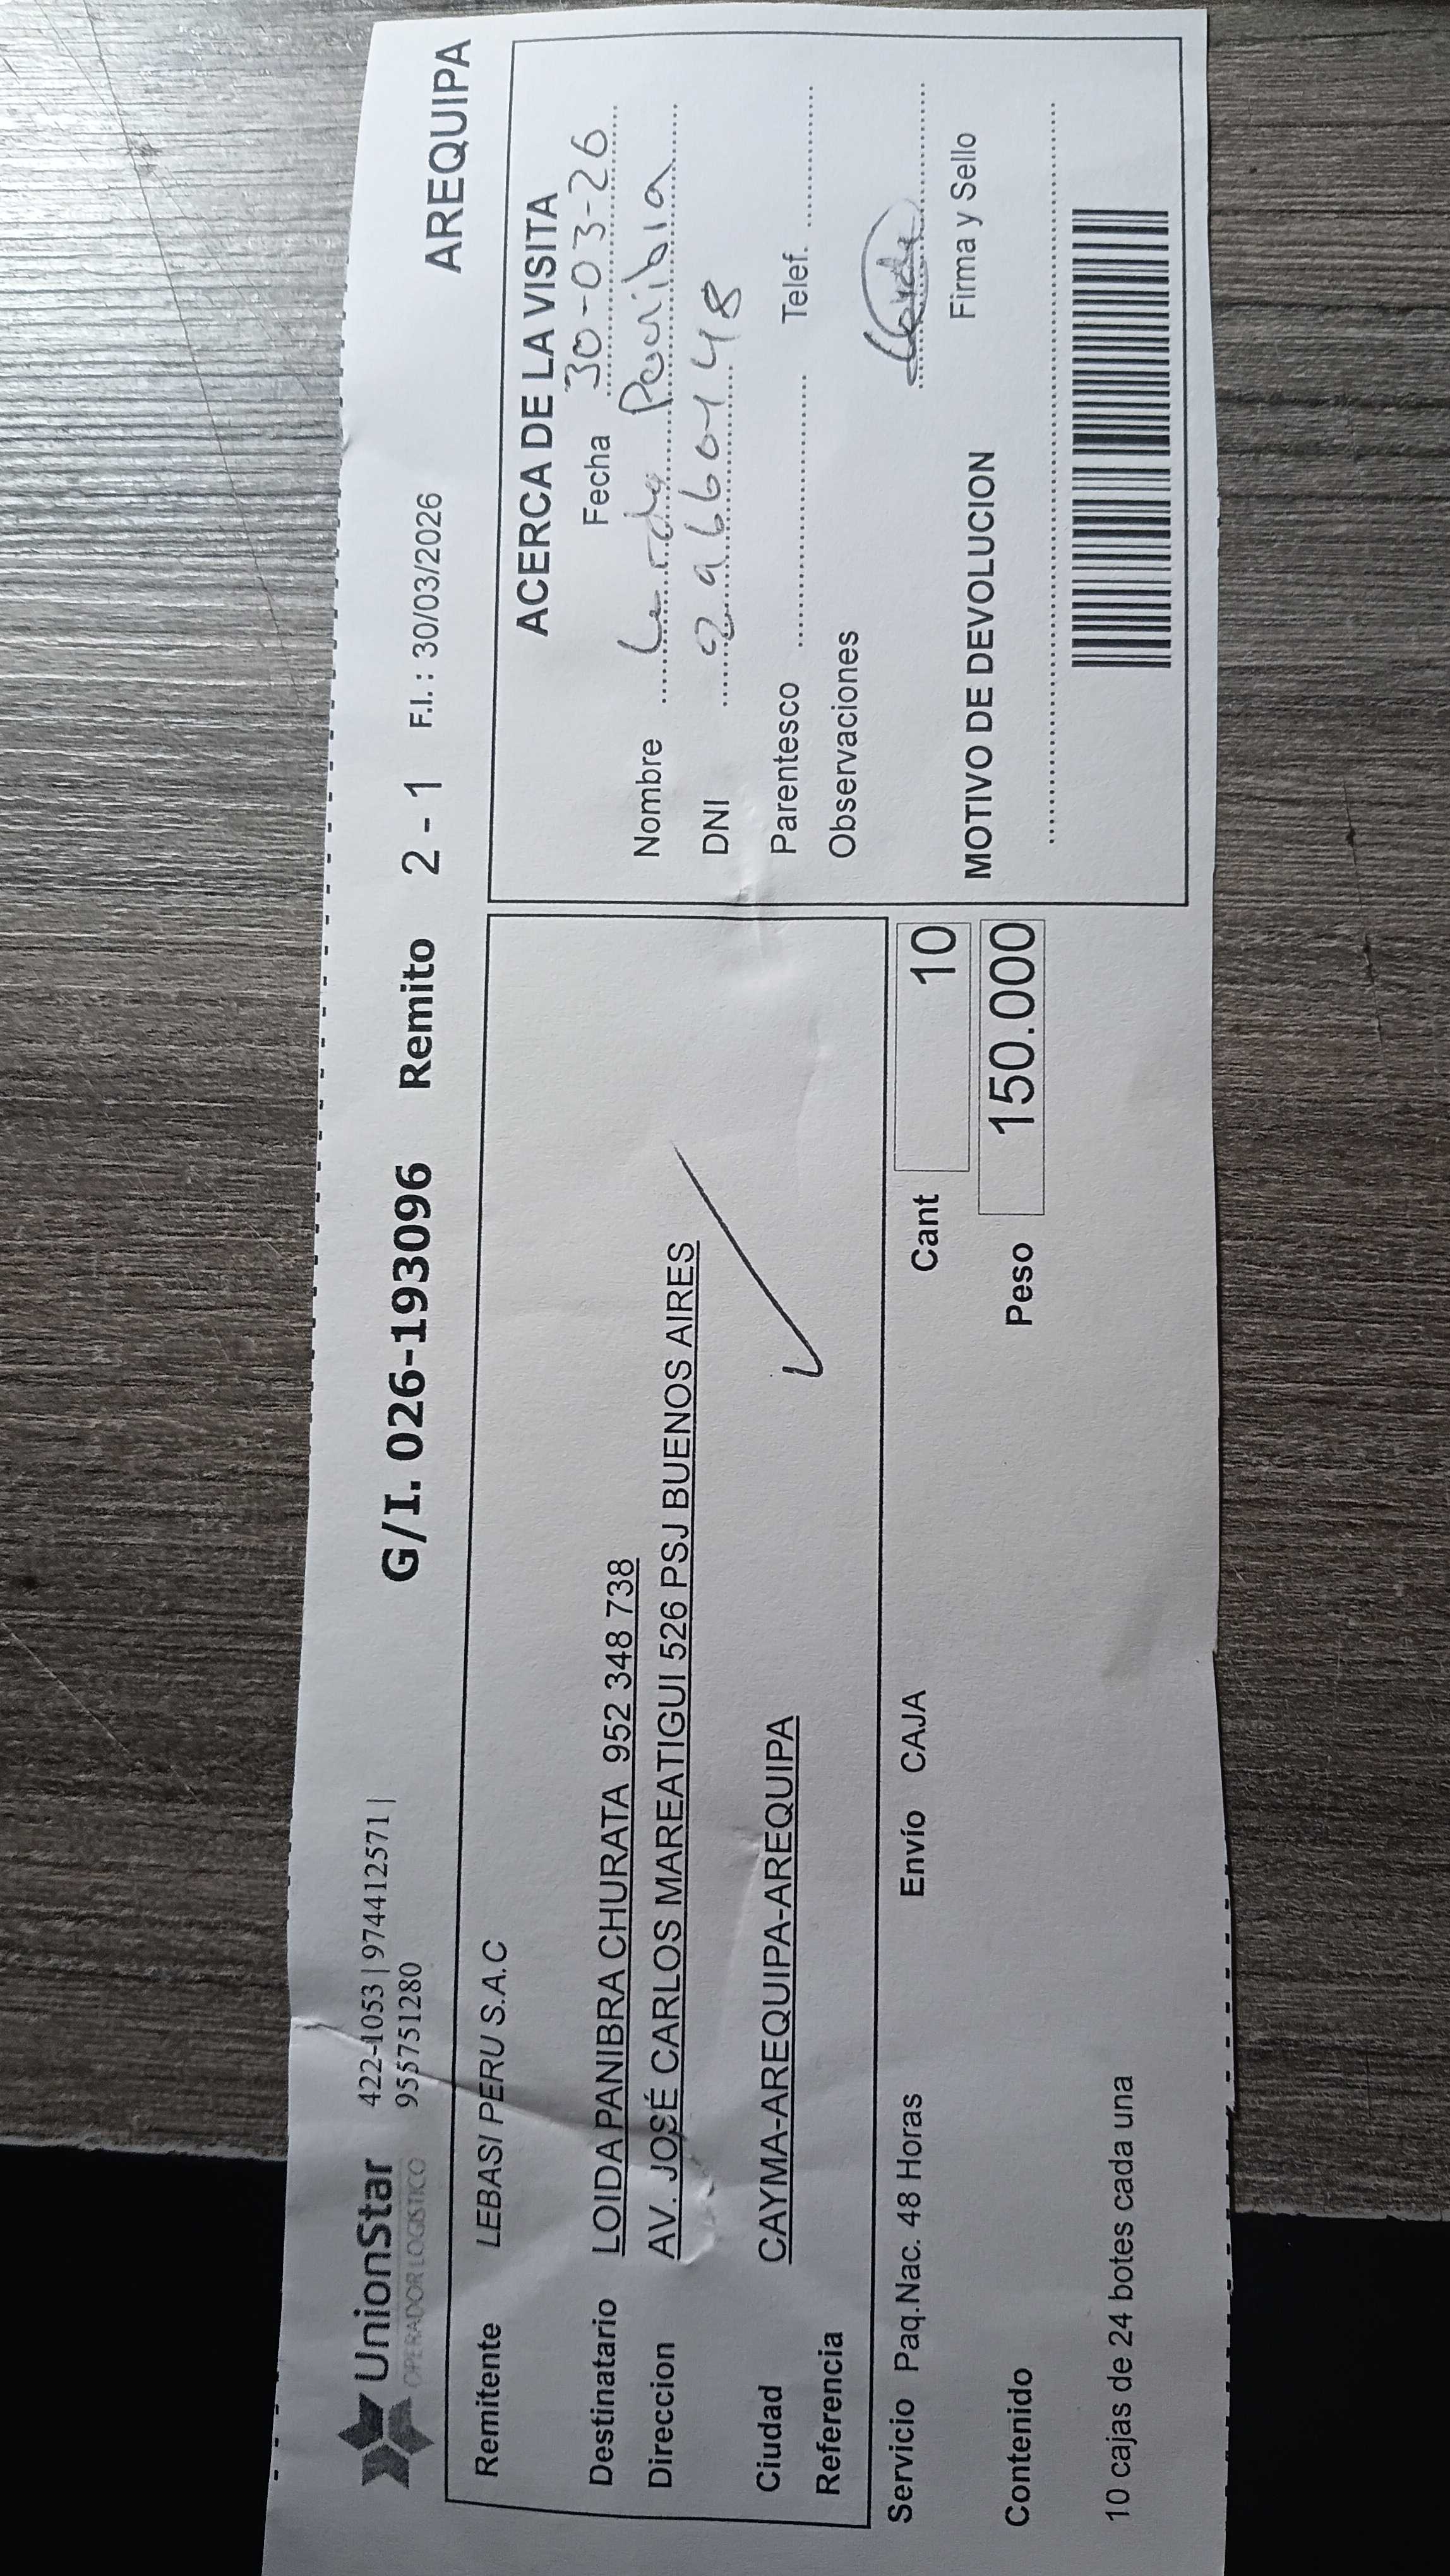 UnionStar
OPERADOR LOGISTICO
422-1053 | 974412571 |
955751280
G/I. 026-193096 Remito 2 - 1 F.I. : 30/03/2026 AREQUIPA
Remitente LEBASI PERU S.A.C
Destinatario LOIDA PANIBRA CHURATA 952 348 738
Direccion AV. JOSÉ CARLOS MAREATIGUI 526 PSJ BUENOS AIRES
Ciudad CAYMA-AREQUIPA-AREQUIPA
Referencia
Servicio Paq.Nac. 48 Horas Envío CAJA Cant 10
Peso 150.000
Contenido
10 cajas de 24 botes cada una
ACERCA DE LA VISITA
Fecha 30-03-26
Nombre
DNI
Parentesco Telef.
Observaciones
Firma y Sello
MOTIVO DE DEVOLUCION